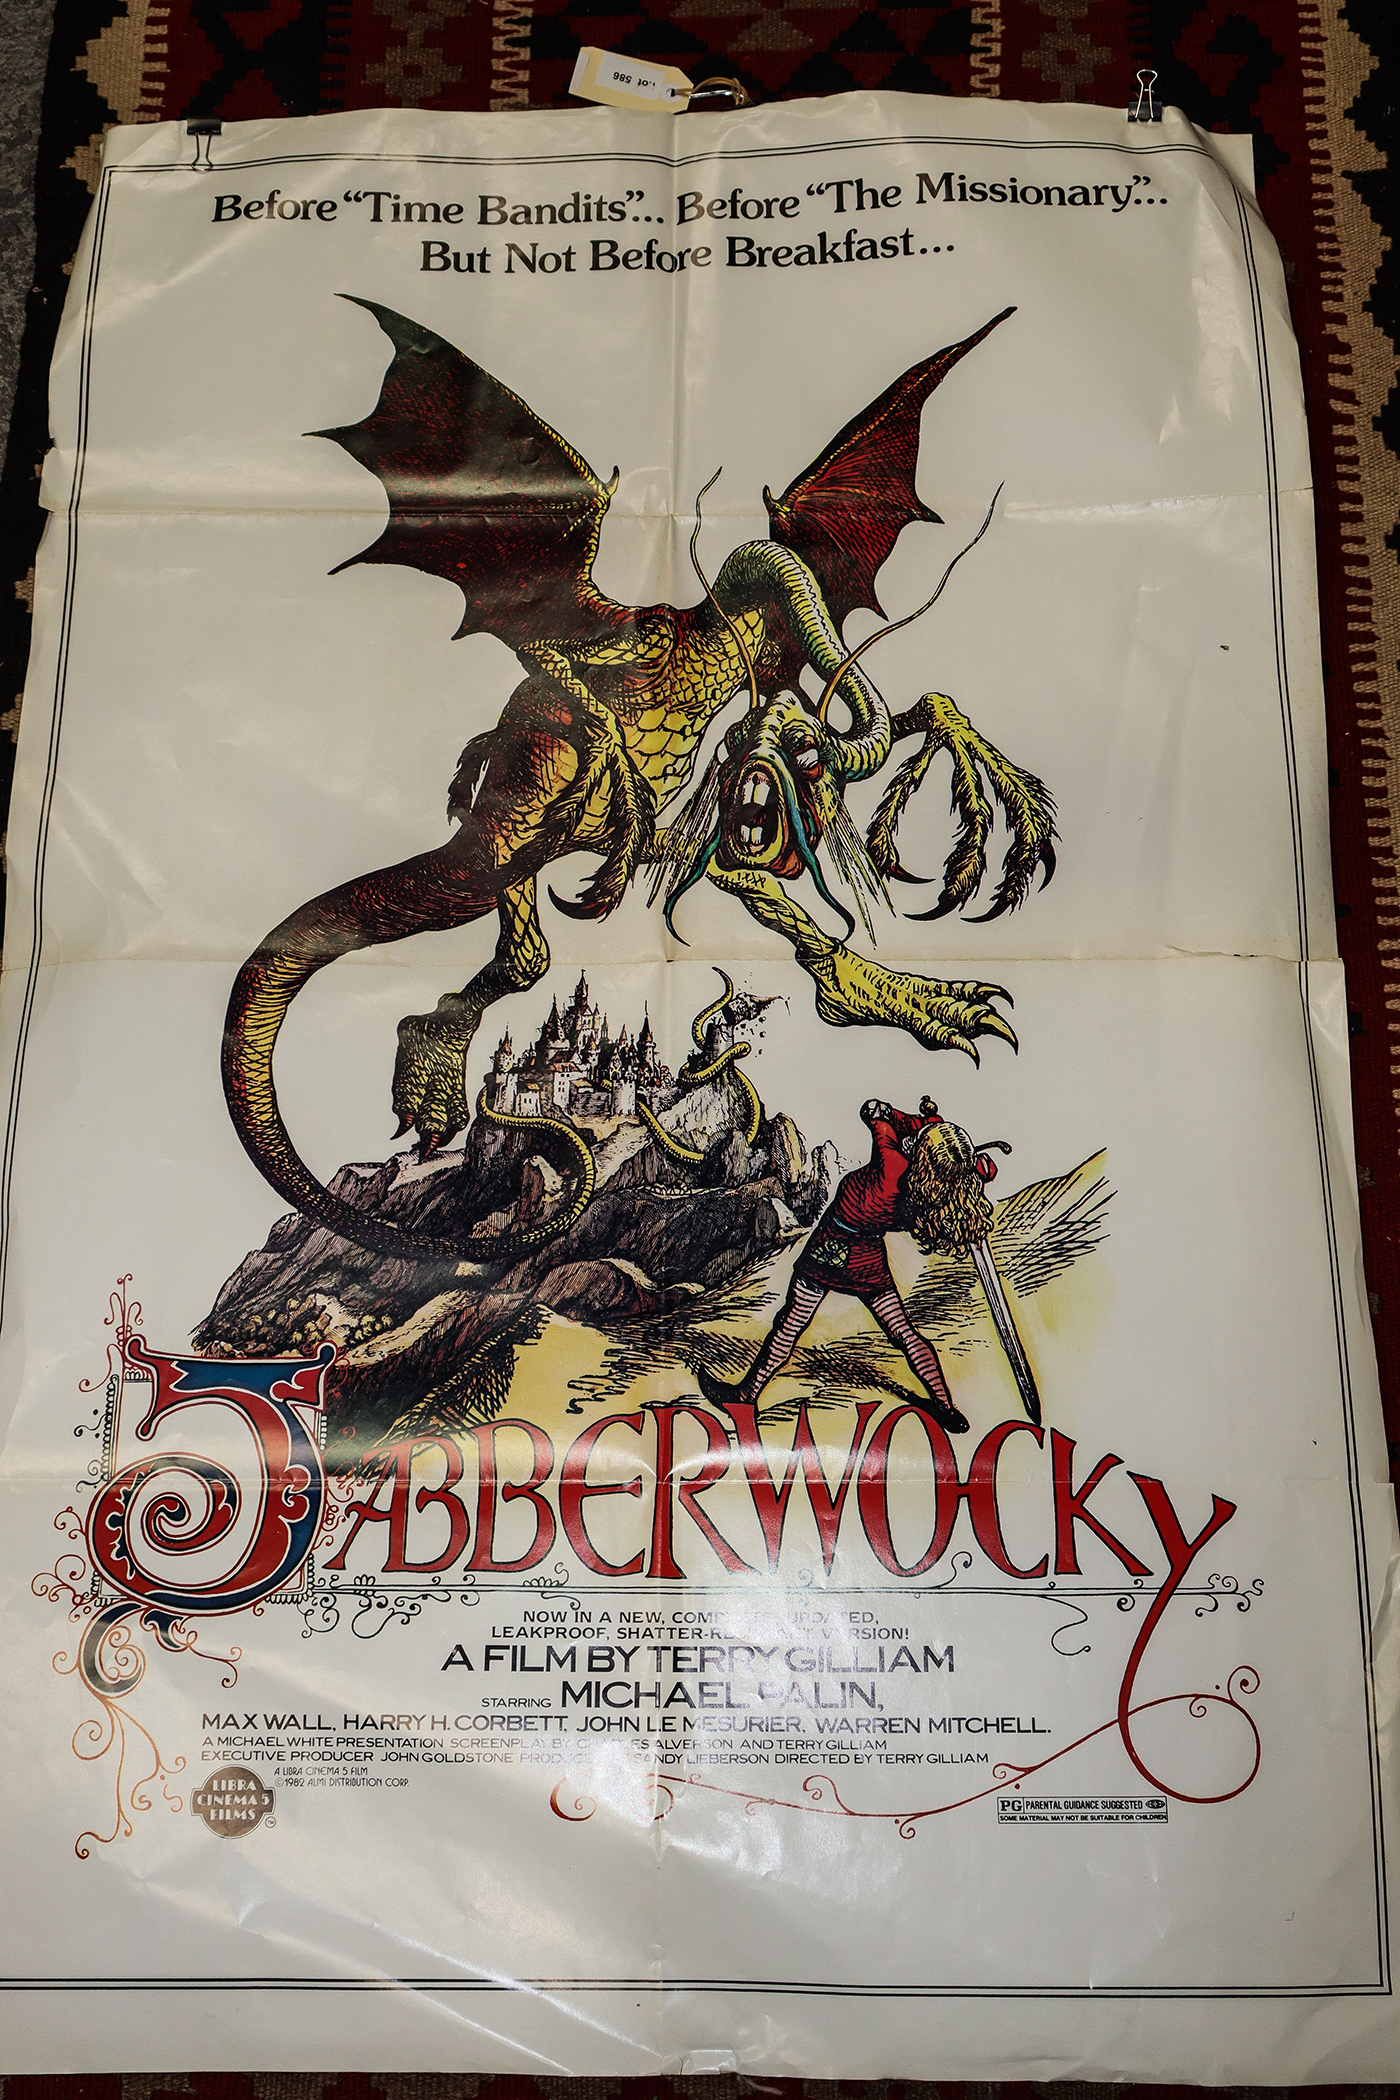 Lot 586
Before “Time Bandits”... Before “The Missionary”...
But Not Before Breakfast...
JABBERWOCKY
NOW IN A NEW, UPDATED,
LEAKPROOF, VERSION!
A FILM BY TERRY GILLIAM
STARRING MICHAEL PALIN,
MAX WALL, HARRY H. CORBETT, JOHN LE MESURIER, WARREN MITCHELL.
A MICHAEL WHITE PRESENTATION SCREENPLAY BY CHARLES ALVERSON AND TERRY GILLIAM
EXECUTIVE PRODUCER JOHN GOLDSTONE PRODUCED BY SANDY LIEBERSON DIRECTED BY TERRY GILLIAM
A LIBRA CINEMA 5 FILM
©1982 ALMI DISTRIBUTION CORP.
LIBRA
CINEMA 5
FILMS
TM
PG PARENTAL GUIDANCE SUGGESTED
SOME MATERIAL MAY NOT BE SUITABLE FOR CHILDREN